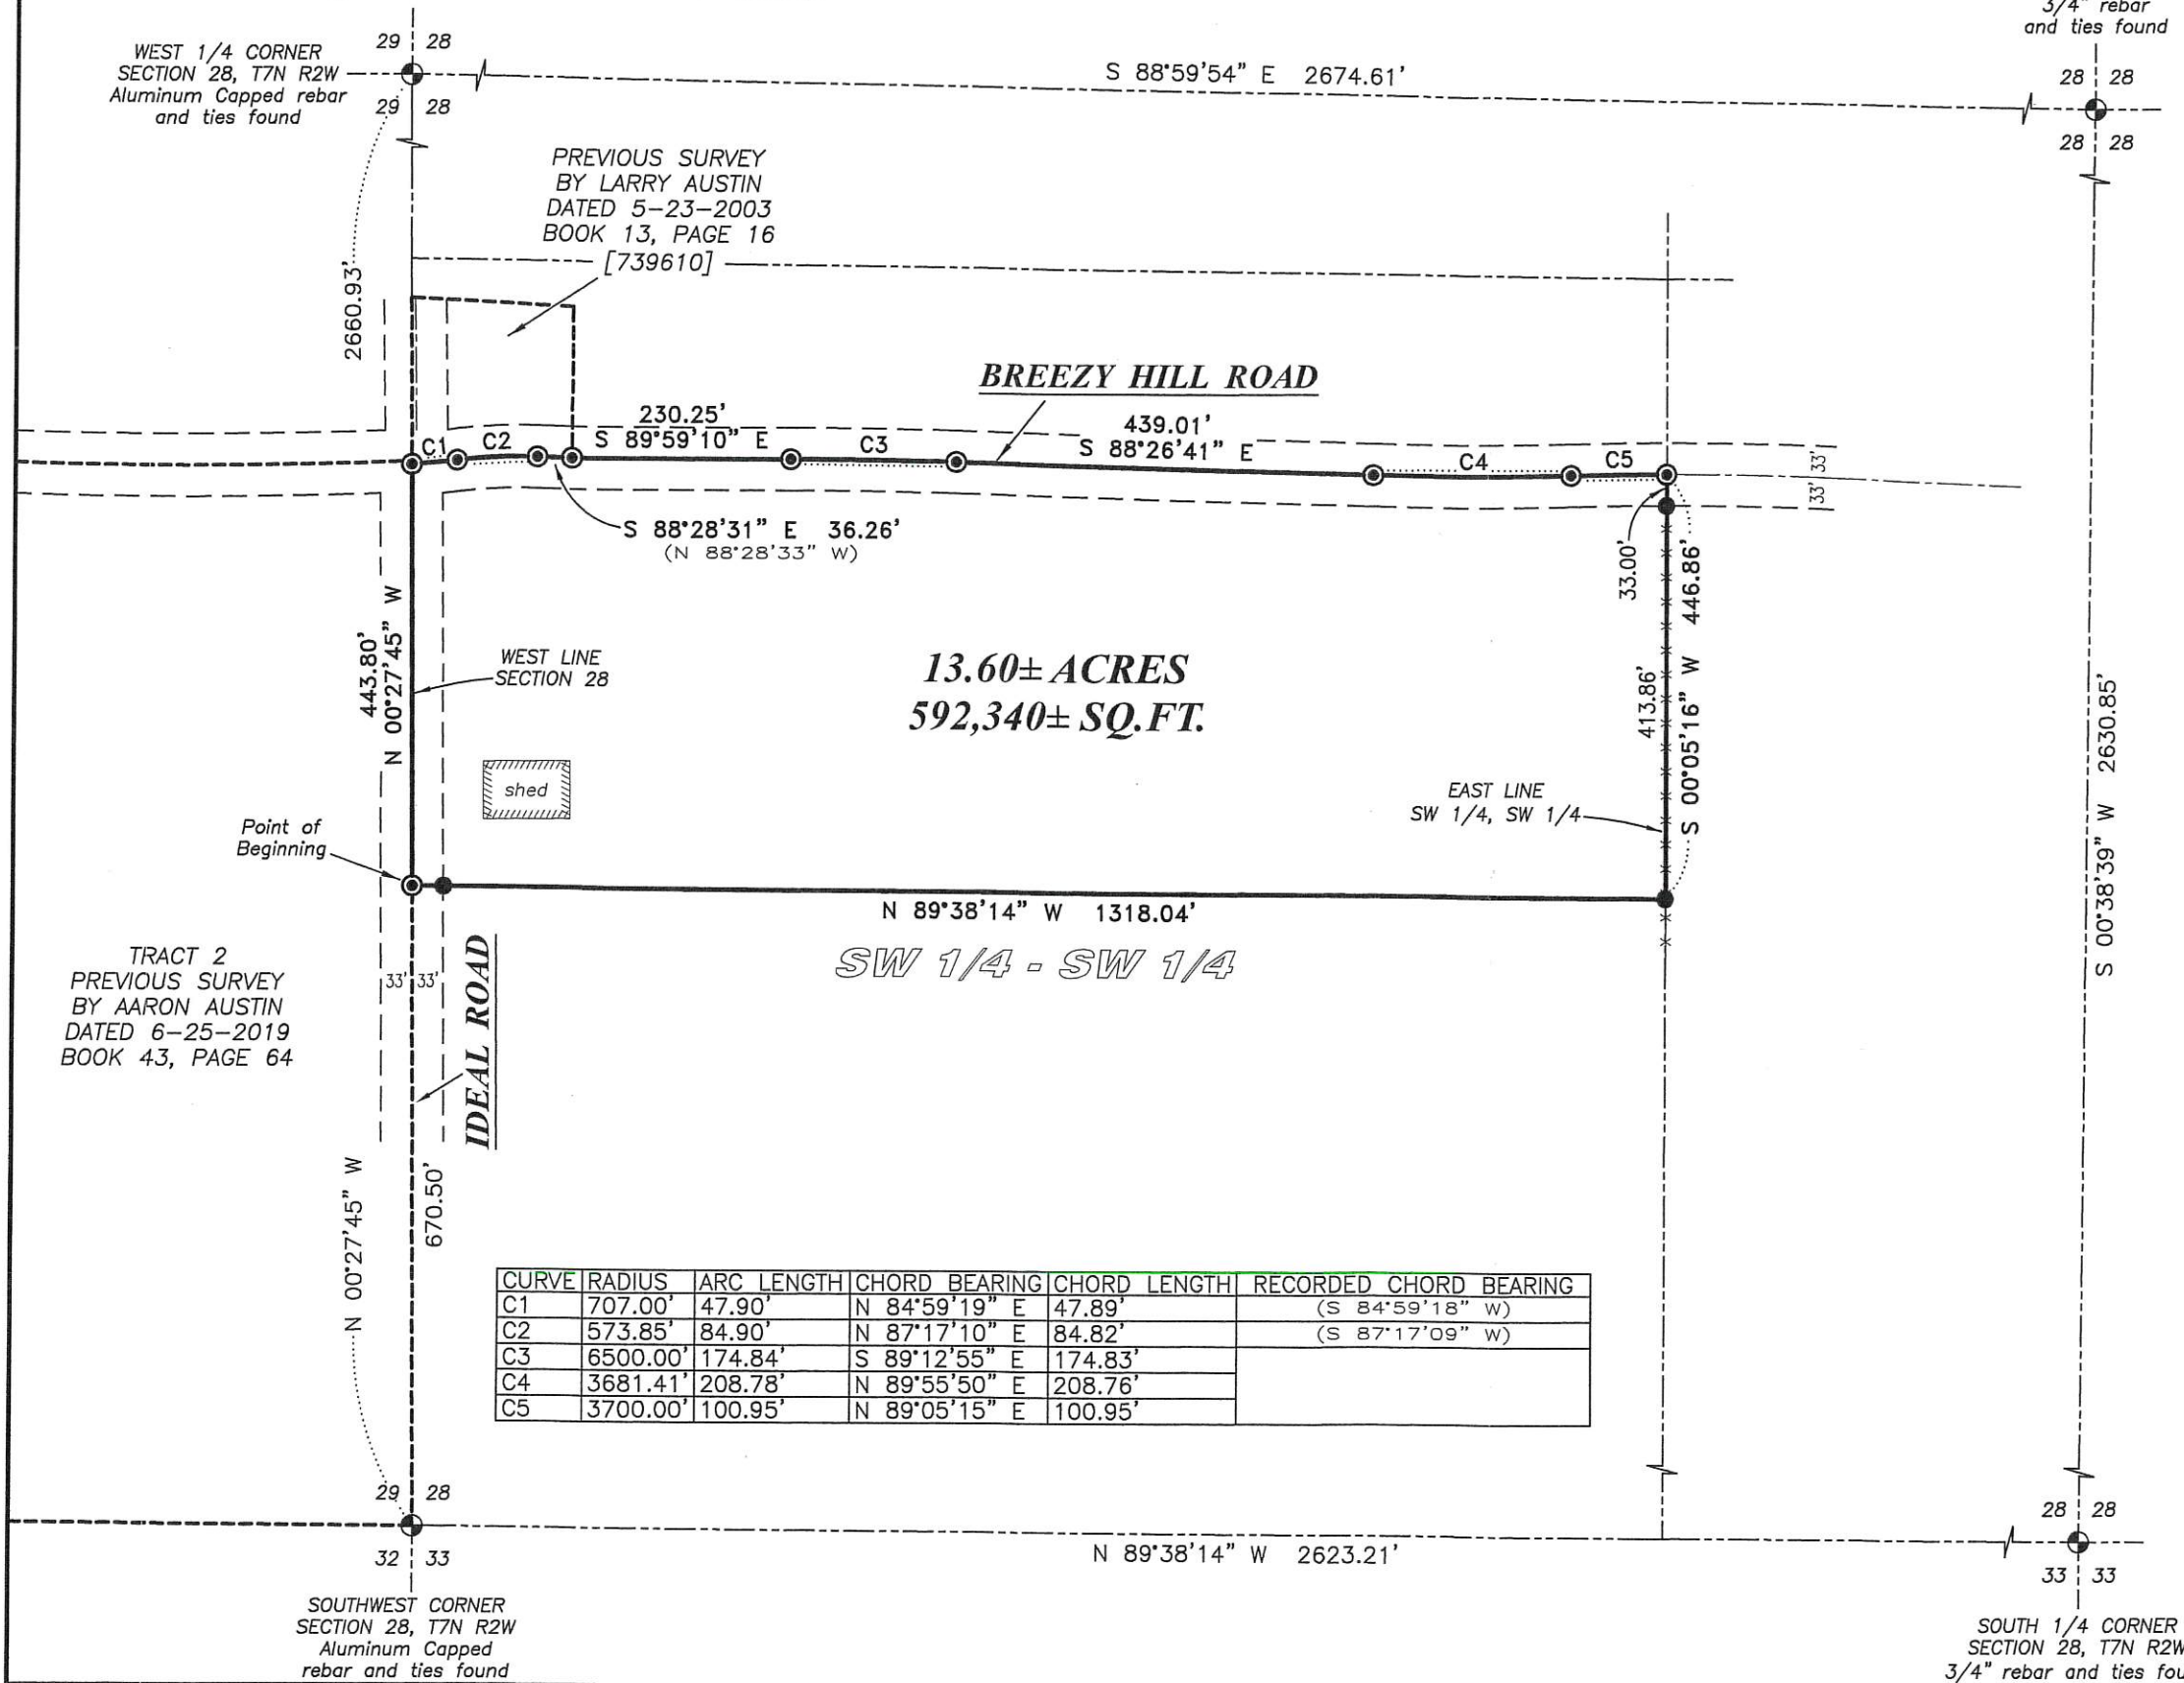 3/4" rebar
and ties found
WEST 1/4 CORNER
SECTION 28, T7N R2W
Aluminum Capped rebar
and ties found
29 28
29 28
S 88°59'54" E 2674.61'
28 28
28 28
2660.93'
PREVIOUS SURVEY
BY LARRY AUSTIN
DATED 5-23-2003
BOOK 13, PAGE 16
[739610]
BREEZY HILL ROAD
C1
C2
230.25'
S 89°59'10" E
C3
439.01'
S 88°26'41" E
C4
C5
33'
33'
S 88°28'31" E 36.26'
(N 88°28'33" W)
33.00'
446.86'
S 00°05'16" W
413.86'
443.80'
N 00°27'45" W
WEST LINE
SECTION 28
13.60± ACRES
592,340± SQ.FT.
shed
EAST LINE
SW 1/4, SW 1/4
S 00°38'39" W 2630.85'
Point of
Beginning
N 89°38'14" W 1318.04'
SW 1/4 - SW 1/4
TRACT 2
PREVIOUS SURVEY
BY AARON AUSTIN
DATED 6-25-2019
BOOK 43, PAGE 64
33' 33'
IDEAL ROAD
N 00°27'45" W
670.50'
CURVE RADIUS ARC LENGTH CHORD BEARING CHORD LENGTH RECORDED CHORD BEARING
C1 707.00' 47.90' N 84°59'19" E 47.89' (S 84°59'18" W)
C2 573.85' 84.90' N 87°17'10" E 84.82' (S 87°17'09" W)
C3 6500.00' 174.84' S 89°12'55" E 174.83'
C4 3681.41' 208.78' N 89°55'50" E 208.76'
C5 3700.00' 100.95' N 89°05'15" E 100.95'
29 28
32 33
N 89°38'14" W 2623.21'
28 28
33 33
SOUTHWEST CORNER
SECTION 28, T7N R2W
Aluminum Capped
rebar and ties found
SOUTH 1/4 CORNER
SECTION 28, T7N R2W
3/4" rebar and ties fou